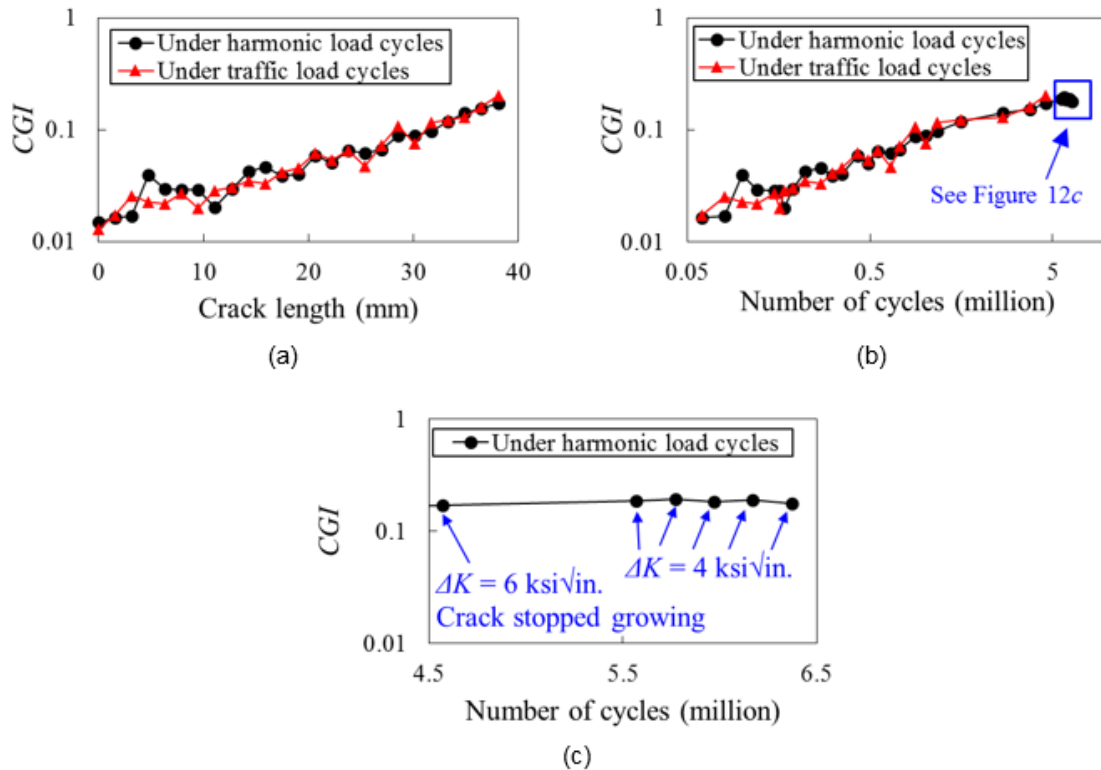 1
Under harmonic load cycles
Under traffic load cycles
CGI
0.1
0.01
0
10
20
30
40
Crack length (mm)
(a)
1
Under harmonic load cycles
Under traffic load cycles
CGI
0.1
See Figure 12c
0.01
0.05
0.5
5
Number of cycles (million)
(b)
1
Under harmonic load cycles
CGI
0.1
ΔK = 6 ksi√in.
Crack stopped growing
ΔK = 4 ksi√in.
0.01
4.5
5.5
6.5
Number of cycles (million)
(c)